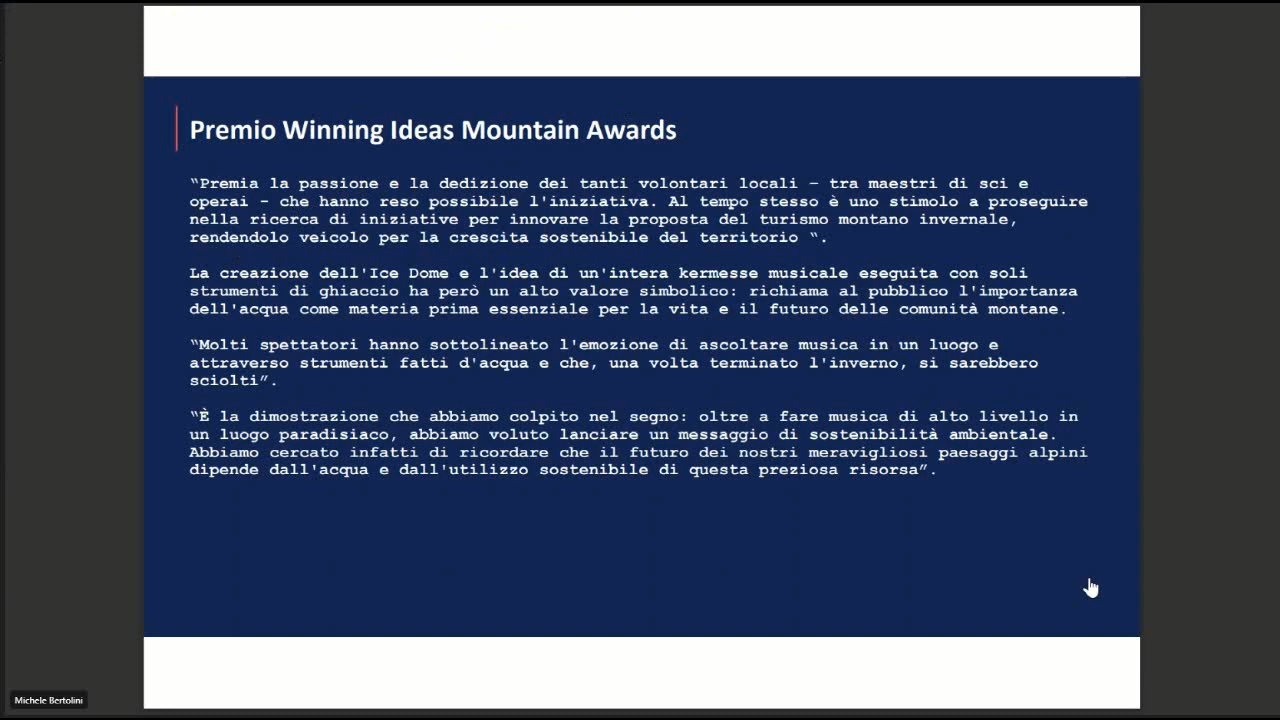 Premio Winning Ideas Mountain Awards
“Premia la passione e la dedizione dei tanti volontari locali – tra maestri di sci e
operai - che hanno reso possibile l'iniziativa. Al tempo stesso è uno stimolo a proseguire
nella ricerca di iniziative per innovare la proposta del turismo montano invernale,
rendendolo veicolo per la crescita sostenibile del territorio “.
La creazione dell'Ice Dome e l'idea di un'intera kermesse musicale eseguita con soli
strumenti di ghiaccio ha però un alto valore simbolico: richiama al pubblico l'importanza
dell'acqua come materia prima essenziale per la vita e il futuro delle comunità montane.
“Molti spettatori hanno sottolineato l'emozione di ascoltare musica in un luogo e
attraverso strumenti fatti d'acqua e che, una volta terminato l'inverno, si sarebbero
sciolti”.
“È la dimostrazione che abbiamo colpito nel segno: oltre a fare musica di alto livello in
un luogo paradisiaco, abbiamo voluto lanciare un messaggio di sostenibilità ambientale.
Abbiamo cercato infatti di ricordare che il futuro dei nostri meravigliosi paesaggi alpini
dipende dall'acqua e dall'utilizzo sostenibile di questa preziosa risorsa”.
Michele Bertolini